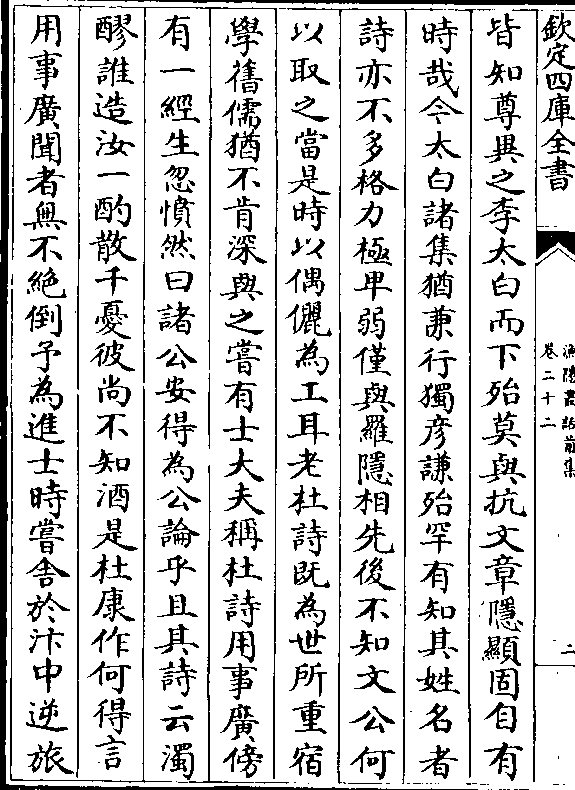 欽定四庫全書
漁隱叢話前集
卷二十二
二
皆知尊異之李太白而下殆莫與抗文章隱顯固自有
時哉今太白諸集猶兼行獨彦謙殆罕有知其姓名者
詩亦不多格力極卑弱僅與羅隱相先後不知文公何
以取之當是時以偶儷為工耳老杜詩既為世所重宿
學舊儒猶不肯深與之嘗有士大夫稱杜詩用事廣傍
有一經生忽憤然曰諸公安得為公論乎且其詩云濁
醪誰造汝一酌散千憂彼尚不知酒是杜康作何得言
用事廣聞者無不絶倒予為進士時嘗舎於汴中逆旅